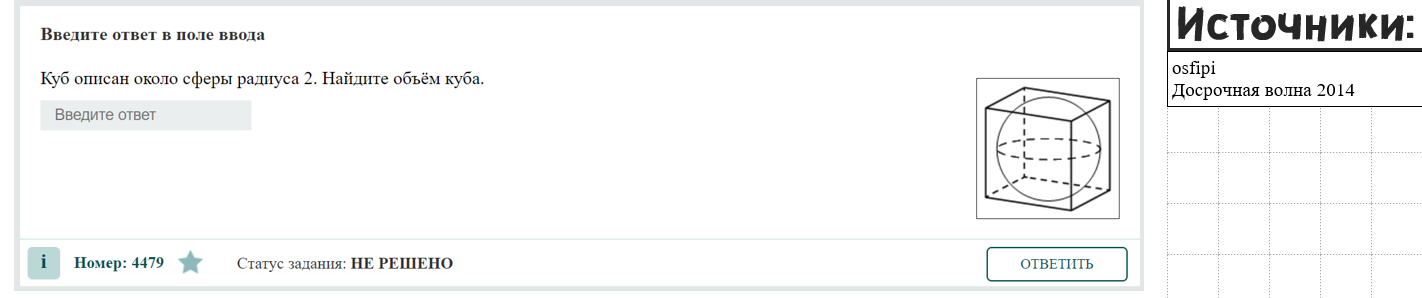 Введите ответ в поле ввода
Куб описан около сферы радиуса 2. Найдите объём куба.
Введите ответ
i Номер: 4479 Статус задания: НЕ РЕШЕНО ОТВЕТИТЬ
Источники:
osfipi
Досрочная волна 2014